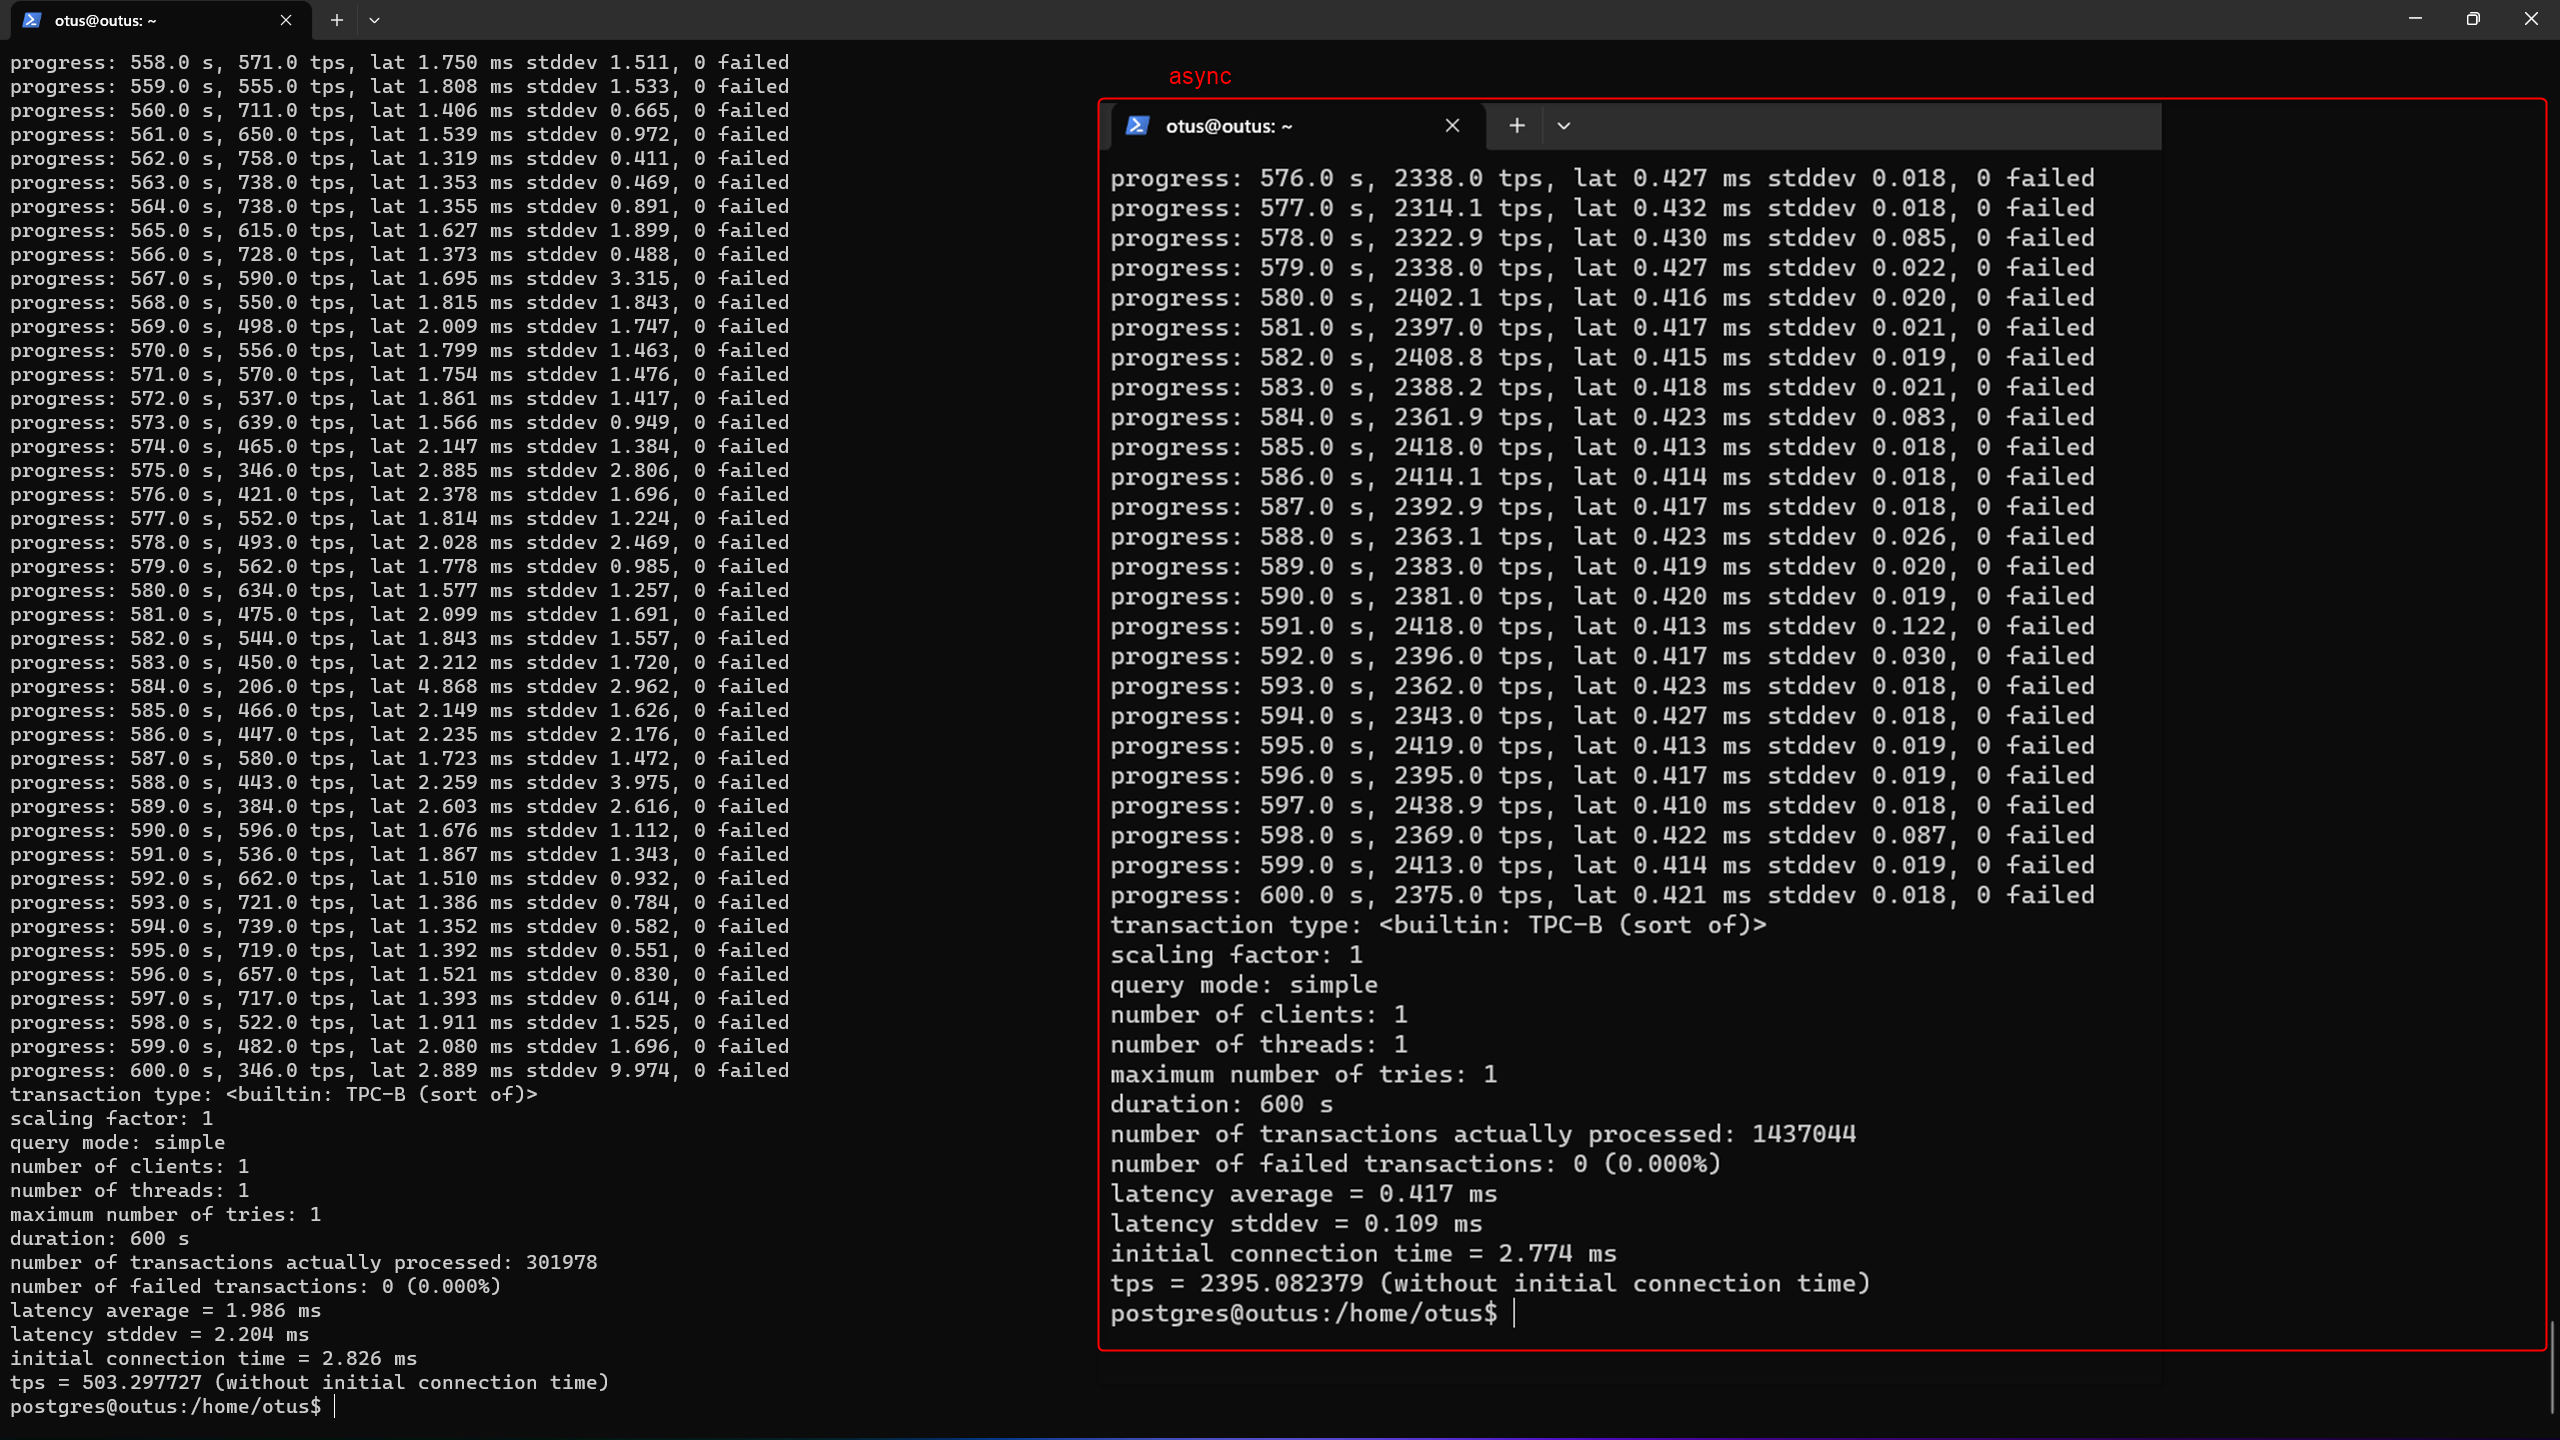 otus@outus: ~
progress: 558.0 s, 571.0 tps, lat 1.750 ms stddev 1.511, 0 failed
progress: 559.0 s, 555.0 tps, lat 1.808 ms stddev 1.533, 0 failed
progress: 560.0 s, 711.0 tps, lat 1.406 ms stddev 0.665, 0 failed
progress: 561.0 s, 650.0 tps, lat 1.539 ms stddev 0.972, 0 failed
progress: 562.0 s, 758.0 tps, lat 1.319 ms stddev 0.411, 0 failed
progress: 563.0 s, 738.0 tps, lat 1.353 ms stddev 0.469, 0 failed
progress: 564.0 s, 738.0 tps, lat 1.355 ms stddev 0.891, 0 failed
progress: 565.0 s, 615.0 tps, lat 1.627 ms stddev 1.899, 0 failed
progress: 566.0 s, 728.0 tps, lat 1.373 ms stddev 0.488, 0 failed
progress: 567.0 s, 590.0 tps, lat 1.695 ms stddev 3.315, 0 failed
progress: 568.0 s, 550.0 tps, lat 1.815 ms stddev 1.843, 0 failed
progress: 569.0 s, 498.0 tps, lat 2.009 ms stddev 1.747, 0 failed
progress: 570.0 s, 556.0 tps, lat 1.799 ms stddev 1.463, 0 failed
progress: 571.0 s, 570.0 tps, lat 1.754 ms stddev 1.476, 0 failed
progress: 572.0 s, 537.0 tps, lat 1.861 ms stddev 1.417, 0 failed
progress: 573.0 s, 639.0 tps, lat 1.566 ms stddev 0.949, 0 failed
progress: 574.0 s, 465.0 tps, lat 2.147 ms stddev 1.384, 0 failed
progress: 575.0 s, 346.0 tps, lat 2.885 ms stddev 2.806, 0 failed
progress: 576.0 s, 421.0 tps, lat 2.378 ms stddev 1.696, 0 failed
progress: 577.0 s, 552.0 tps, lat 1.814 ms stddev 1.224, 0 failed
progress: 578.0 s, 493.0 tps, lat 2.028 ms stddev 2.469, 0 failed
progress: 579.0 s, 562.0 tps, lat 1.778 ms stddev 0.985, 0 failed
progress: 580.0 s, 634.0 tps, lat 1.577 ms stddev 1.257, 0 failed
progress: 581.0 s, 475.0 tps, lat 2.099 ms stddev 1.691, 0 failed
progress: 582.0 s, 544.0 tps, lat 1.843 ms stddev 1.557, 0 failed
progress: 583.0 s, 450.0 tps, lat 2.212 ms stddev 1.720, 0 failed
progress: 584.0 s, 206.0 tps, lat 4.868 ms stddev 2.962, 0 failed
progress: 585.0 s, 466.0 tps, lat 2.149 ms stddev 1.626, 0 failed
progress: 586.0 s, 447.0 tps, lat 2.235 ms stddev 2.176, 0 failed
progress: 587.0 s, 580.0 tps, lat 1.723 ms stddev 1.472, 0 failed
progress: 588.0 s, 443.0 tps, lat 2.259 ms stddev 3.975, 0 failed
progress: 589.0 s, 384.0 tps, lat 2.603 ms stddev 2.616, 0 failed
progress: 590.0 s, 596.0 tps, lat 1.676 ms stddev 1.112, 0 failed
progress: 591.0 s, 536.0 tps, lat 1.867 ms stddev 1.343, 0 failed
progress: 592.0 s, 662.0 tps, lat 1.510 ms stddev 0.932, 0 failed
progress: 593.0 s, 721.0 tps, lat 1.386 ms stddev 0.784, 0 failed
progress: 594.0 s, 739.0 tps, lat 1.352 ms stddev 0.582, 0 failed
progress: 595.0 s, 719.0 tps, lat 1.392 ms stddev 0.551, 0 failed
progress: 596.0 s, 657.0 tps, lat 1.521 ms stddev 0.830, 0 failed
progress: 597.0 s, 717.0 tps, lat 1.393 ms stddev 0.614, 0 failed
progress: 598.0 s, 522.0 tps, lat 1.911 ms stddev 1.525, 0 failed
progress: 599.0 s, 482.0 tps, lat 2.080 ms stddev 1.696, 0 failed
progress: 600.0 s, 346.0 tps, lat 2.889 ms stddev 9.974, 0 failed
transaction type: <builtin: TPC-B (sort of)>
scaling factor: 1
query mode: simple
number of clients: 1
number of threads: 1
maximum number of tries: 1
duration: 600 s
number of transactions actually processed: 301978
number of failed transactions: 0 (0.000%)
latency average = 1.986 ms
latency stddev = 2.204 ms
initial connection time = 2.826 ms
tps = 503.297727 (without initial connection time)
postgres@outus:/home/otus$
async
otus@outus: ~
progress: 576.0 s, 2338.0 tps, lat 0.427 ms stddev 0.018, 0 failed
progress: 577.0 s, 2314.1 tps, lat 0.432 ms stddev 0.018, 0 failed
progress: 578.0 s, 2322.9 tps, lat 0.430 ms stddev 0.085, 0 failed
progress: 579.0 s, 2338.0 tps, lat 0.427 ms stddev 0.022, 0 failed
progress: 580.0 s, 2402.1 tps, lat 0.416 ms stddev 0.020, 0 failed
progress: 581.0 s, 2397.0 tps, lat 0.417 ms stddev 0.021, 0 failed
progress: 582.0 s, 2408.8 tps, lat 0.415 ms stddev 0.019, 0 failed
progress: 583.0 s, 2388.2 tps, lat 0.418 ms stddev 0.021, 0 failed
progress: 584.0 s, 2361.9 tps, lat 0.423 ms stddev 0.083, 0 failed
progress: 585.0 s, 2418.0 tps, lat 0.413 ms stddev 0.018, 0 failed
progress: 586.0 s, 2414.1 tps, lat 0.414 ms stddev 0.018, 0 failed
progress: 587.0 s, 2392.9 tps, lat 0.417 ms stddev 0.018, 0 failed
progress: 588.0 s, 2363.1 tps, lat 0.423 ms stddev 0.026, 0 failed
progress: 589.0 s, 2383.0 tps, lat 0.419 ms stddev 0.020, 0 failed
progress: 590.0 s, 2381.0 tps, lat 0.420 ms stddev 0.019, 0 failed
progress: 591.0 s, 2418.0 tps, lat 0.413 ms stddev 0.122, 0 failed
progress: 592.0 s, 2396.0 tps, lat 0.417 ms stddev 0.030, 0 failed
progress: 593.0 s, 2362.0 tps, lat 0.423 ms stddev 0.018, 0 failed
progress: 594.0 s, 2343.0 tps, lat 0.427 ms stddev 0.018, 0 failed
progress: 595.0 s, 2419.0 tps, lat 0.413 ms stddev 0.019, 0 failed
progress: 596.0 s, 2395.0 tps, lat 0.417 ms stddev 0.019, 0 failed
progress: 597.0 s, 2438.9 tps, lat 0.410 ms stddev 0.018, 0 failed
progress: 598.0 s, 2369.0 tps, lat 0.422 ms stddev 0.087, 0 failed
progress: 599.0 s, 2413.0 tps, lat 0.414 ms stddev 0.019, 0 failed
progress: 600.0 s, 2375.0 tps, lat 0.421 ms stddev 0.018, 0 failed
transaction type: <builtin: TPC-B (sort of)>
scaling factor: 1
query mode: simple
number of clients: 1
number of threads: 1
maximum number of tries: 1
duration: 600 s
number of transactions actually processed: 1437044
number of failed transactions: 0 (0.000%)
latency average = 0.417 ms
latency stddev = 0.109 ms
initial connection time = 2.774 ms
tps = 2395.082379 (without initial connection time)
postgres@outus:/home/otus$